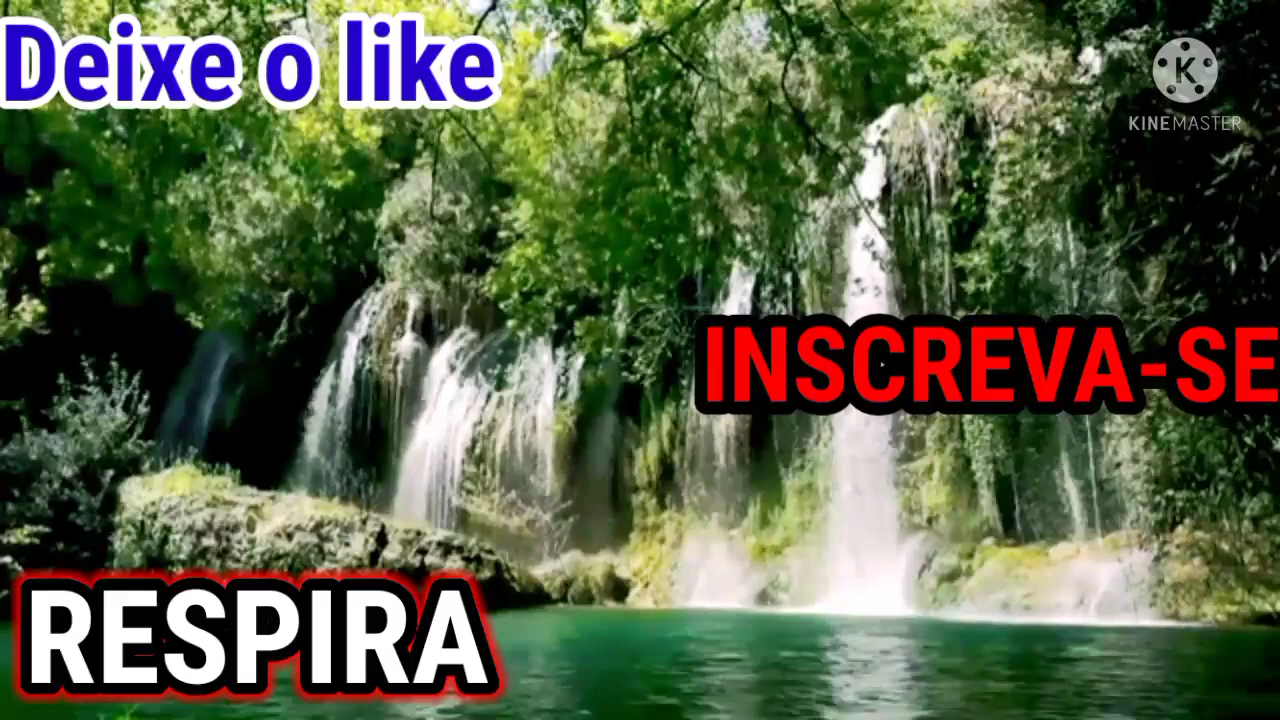 Deixe o like
K
KINEMASTER
INSCREVA-SE
RESPIRA